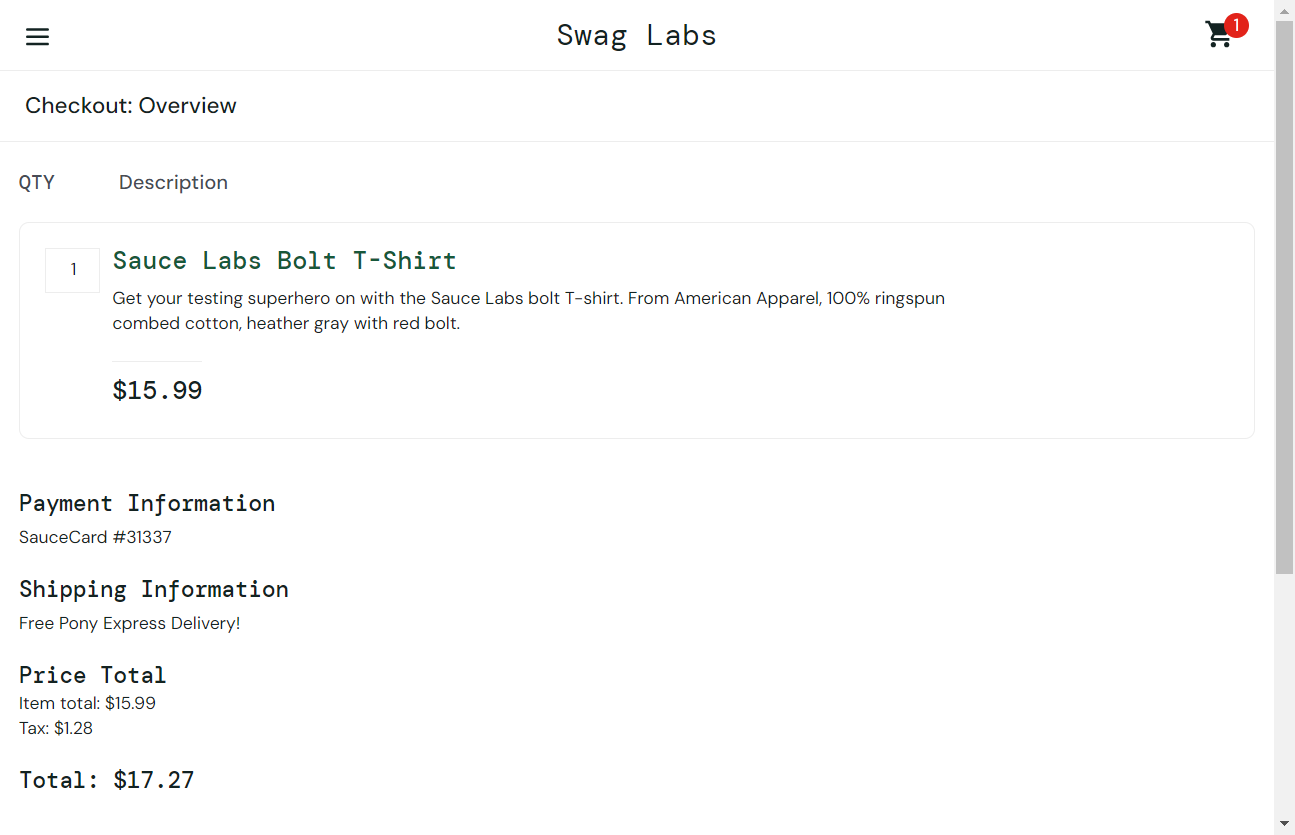 Swag Labs
1
Checkout: Overview
QTY Description
1
Sauce Labs Bolt T-Shirt
Get your testing superhero on with the Sauce Labs bolt T-shirt. From American Apparel, 100% ringspun
combed cotton, heather gray with red bolt.
$15.99
Payment Information
SauceCard #31337
Shipping Information
Free Pony Express Delivery!
Price Total
Item total: $15.99
Tax: $1.28
Total: $17.27